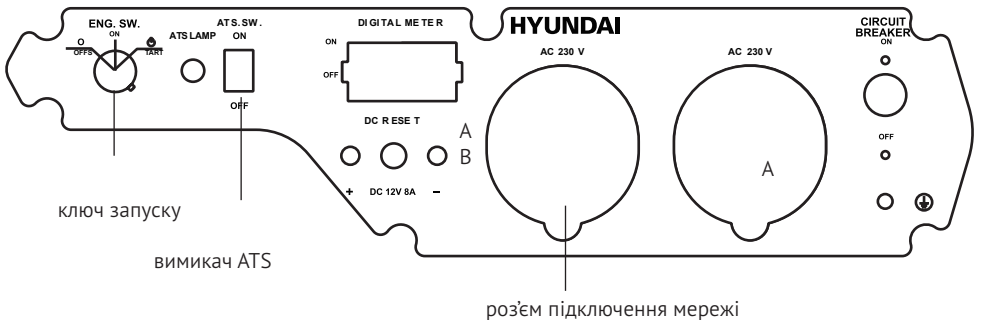 ENG. SW.
ON
O
OFFS
TART
ATS LAMP
ATS. SW.
ON
OFF
DIGITAL METER
ON
OFF
DC RESET
A
B
+ DC 12V 8A −
HYUNDAI
AC 230 V
AC 230 V
A
CIRCUIT
BREAKER
ON
OFF
ключ запуску
вимикач ATS
роз’єм підключення мережі